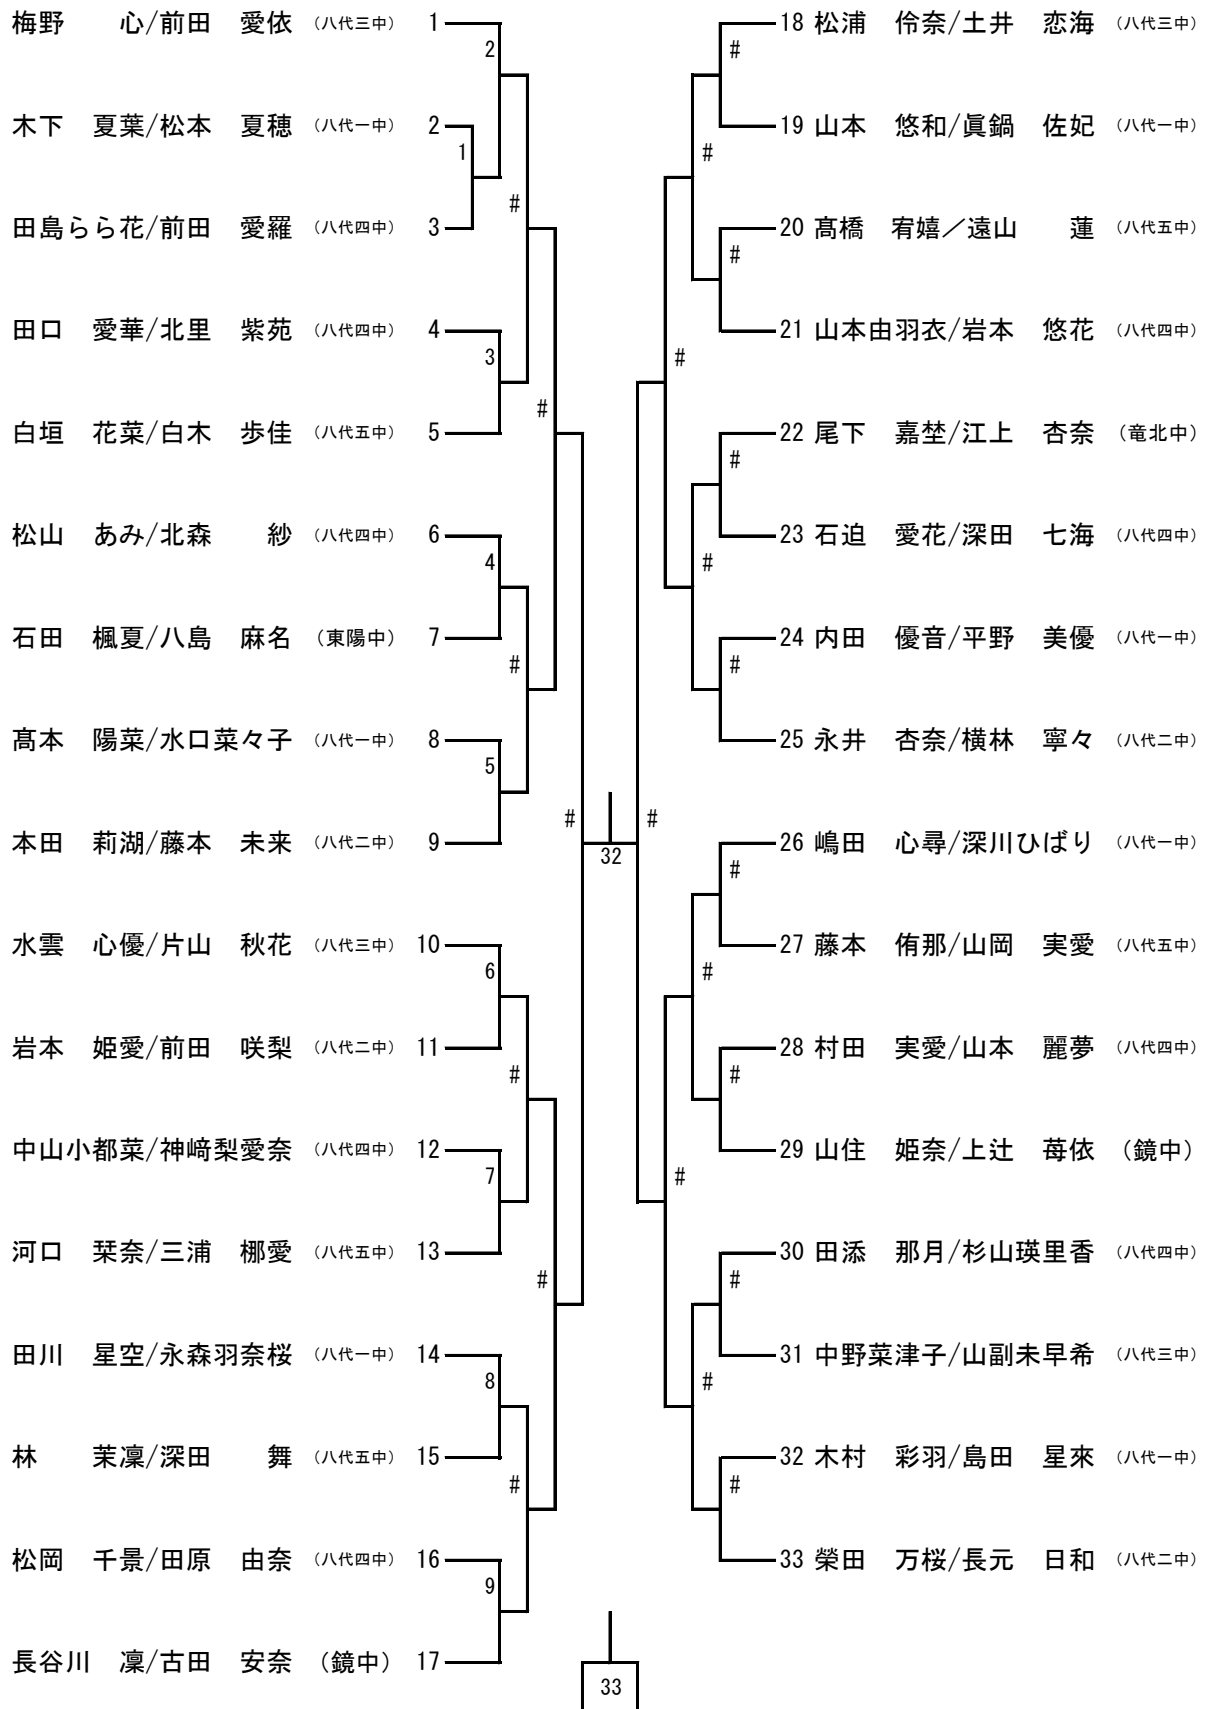 梅野　　心/前田　愛依 （八代三中） 1
2
木下　夏葉/松本　夏穂 （八代一中） 2
1
田島らら花/前田　愛羅 （八代四中） 3
#
田口　愛華/北里　紫苑 （八代四中） 4
3
白垣　花菜/白木　歩佳 （八代五中） 5
#
松山　あみ/北森　　紗 （八代四中） 6
4
石田　楓夏/八島　麻名 （東陽中） 7
#
髙本　陽菜/水口菜々子 （八代一中） 8
5
本田　莉湖/藤本　未来 （八代二中） 9
#
水雲　心優/片山　秋花 （八代三中） 10
6
岩本　姫愛/前田　咲梨 （八代二中） 11
#
中山小都菜/神﨑梨愛奈 （八代四中） 12
7
河口　栞奈/三浦　梛愛 （八代五中） 13
#
田川　星空/永森羽奈桜 （八代一中） 14
8
林　　茉凜/深田　　舞 （八代五中） 15
#
松岡　千景/田原　由奈 （八代四中） 16
9
長谷川　凜/古田　安奈 （鏡中） 17
32
33
18 松浦　伶奈/土井　恋海 （八代三中）
#
19 山本　悠和/眞鍋　佐妃 （八代一中）
#
20 髙橋　宥嬉／遠山　　蓮 （八代五中）
#
21 山本由羽衣/岩本　悠花 （八代四中）
#
22 尾下　嘉埜/江上　杏奈 （竜北中）
#
23 石迫　愛花/深田　七海 （八代四中）
#
24 内田　優音/平野　美優 （八代一中）
#
25 永井　杏奈/横林　寧々 （八代二中）
#
26 嶋田　心尋/深川ひばり （八代一中）
#
27 藤本　侑那/山岡　実愛 （八代五中）
#
28 村田　実愛/山本　麗夢 （八代四中）
#
29 山住　姫奈/上辻　苺依 （鏡中）
#
30 田添　那月/杉山瑛里香 （八代四中）
#
31 中野菜津子/山副未早希 （八代三中）
#
32 木村　彩羽/島田　星來 （八代一中）
#
33 榮田　万桜/長元　日和 （八代二中）